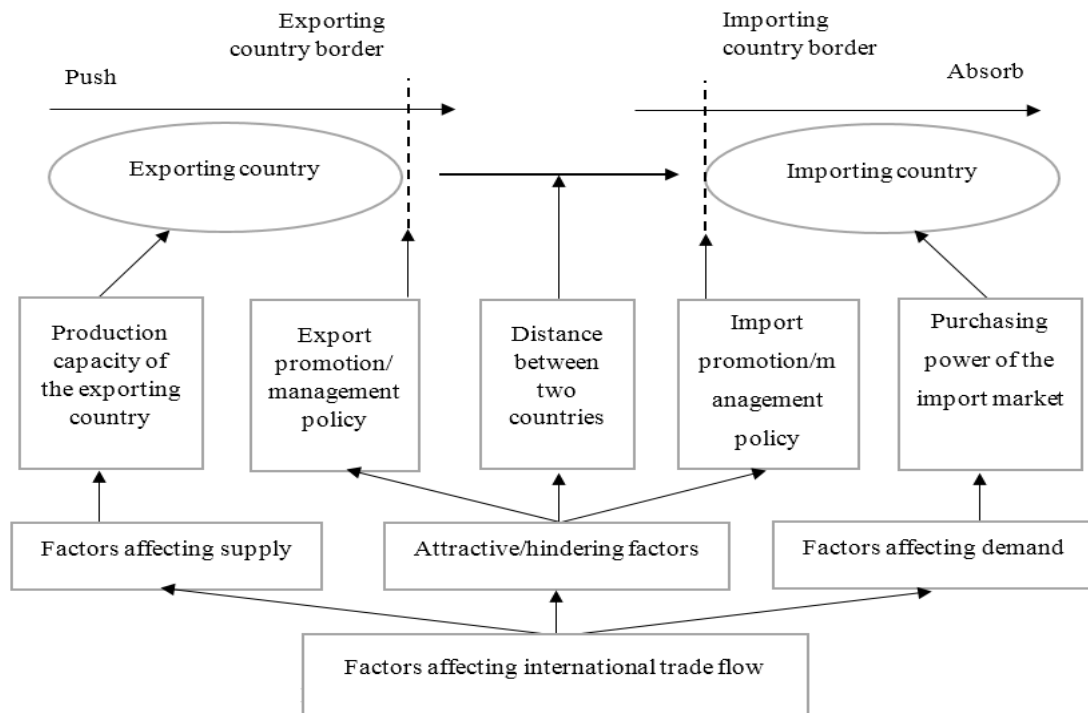 Exporting
country border
Importing
country border
Push
Absorb
Exporting country
Importing country
Production
capacity of
the exporting
country
Export
promotion/
management
policy
Distance
between
two
countries
Import
promotion/m
anagement
policy
Purchasing
power of the
import market
Factors affecting supply
Attractive/hindering factors
Factors affecting demand
Factors affecting international trade flow